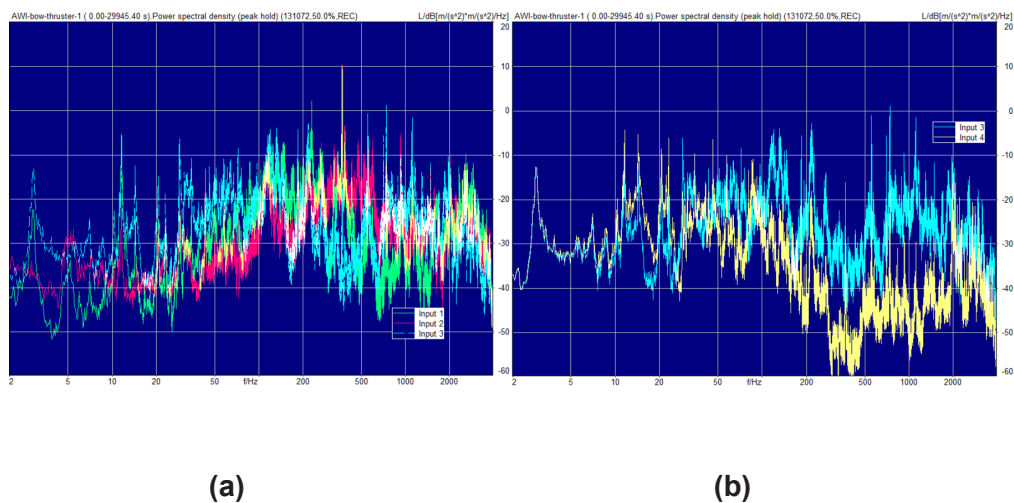 AWI-bow-thruster-1 ( 0.00-29945.40 s).Power spectral density (peak hold) (131072,50.0%,REC) L/dB[m/(s^2)*m/(s^2)/Hz]
20
10
0
-10
-20
-30
-40
-50
-60
Input 1
Input 2
Input 3
2 5 10 20 50 f/Hz 200 500 1000 2000
(a)
AWI-bow-thruster-1 ( 0.00-29945.40 s).Power spectral density (peak hold) (131072,50.0%,REC) L/dB[m/(s^2)*m/(s^2)/Hz]
20
10
0
-10
-20
-30
-40
-50
-60
Input 3
Input 4
2 5 10 20 50 f/Hz 200 500 1000 2000
(b)